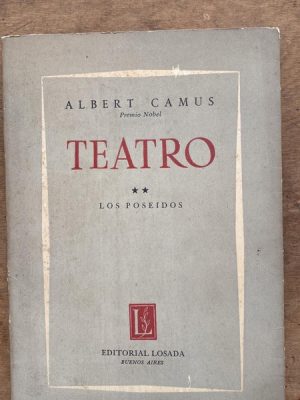 ALBERT CAMUS
Premio Nobel
TEATRO
★★
LOS POSEIDOS
L
EDITORIAL LOSADA
BUENOS AIRES